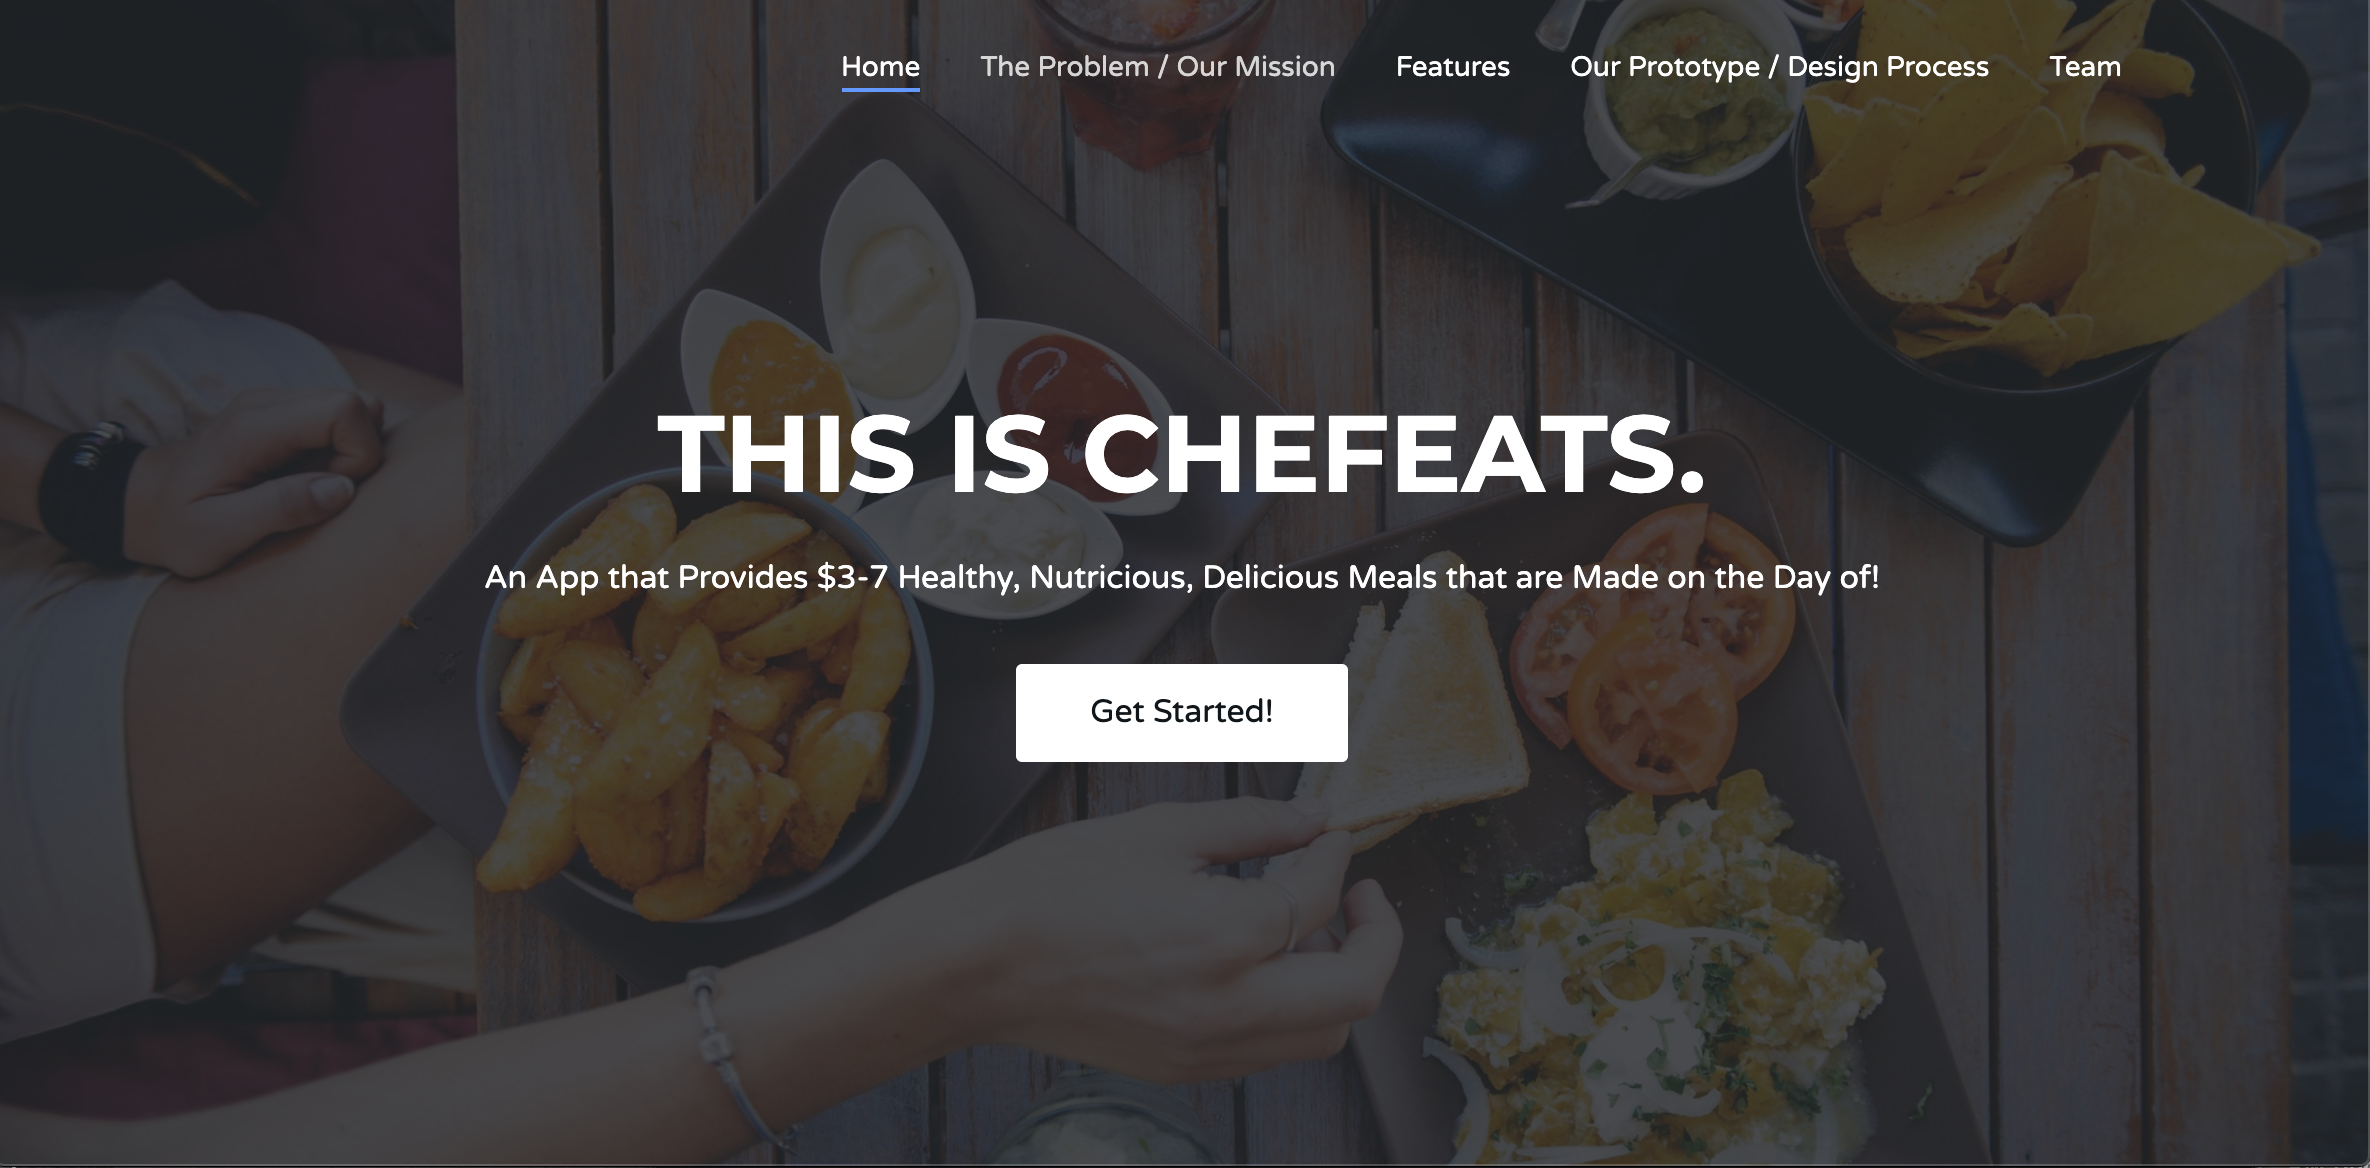 Home The Problem / Our Mission Features Our Prototype / Design Process Team
THIS IS CHEFEATS.
An App that Provides $3-7 Healthy, Nutricious, Delicious Meals that are Made on the Day of!
Get Started!